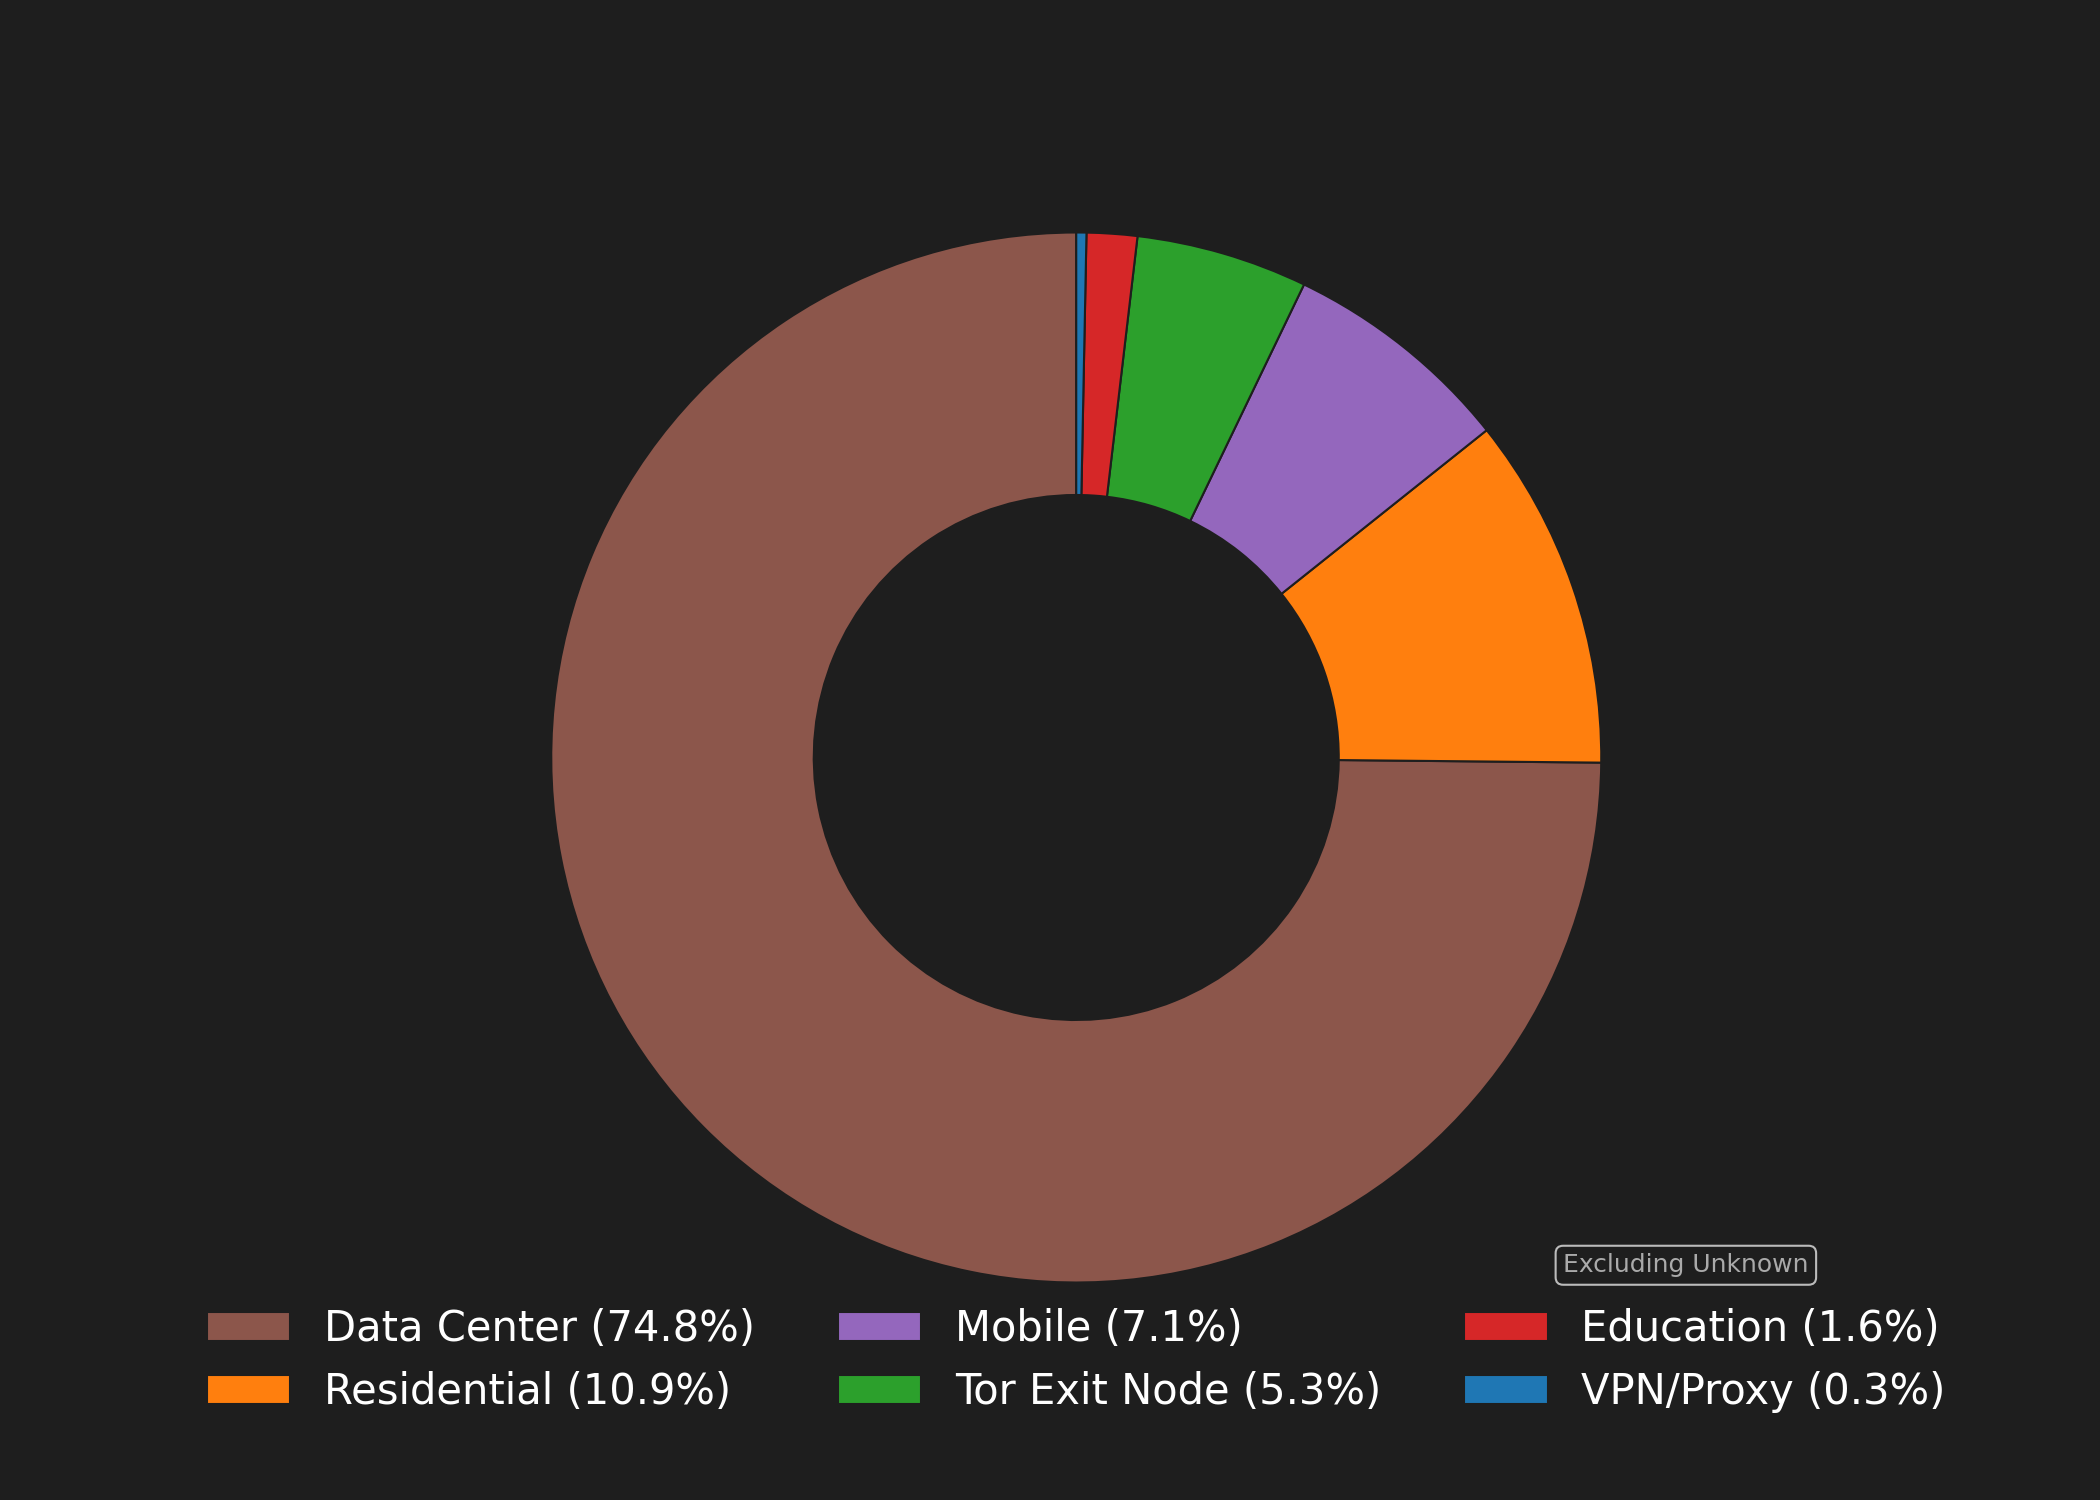 Excluding Unknown
Data Center (74.8%)
Residential (10.9%)
Mobile (7.1%)
Tor Exit Node (5.3%)
Education (1.6%)
VPN/Proxy (0.3%)